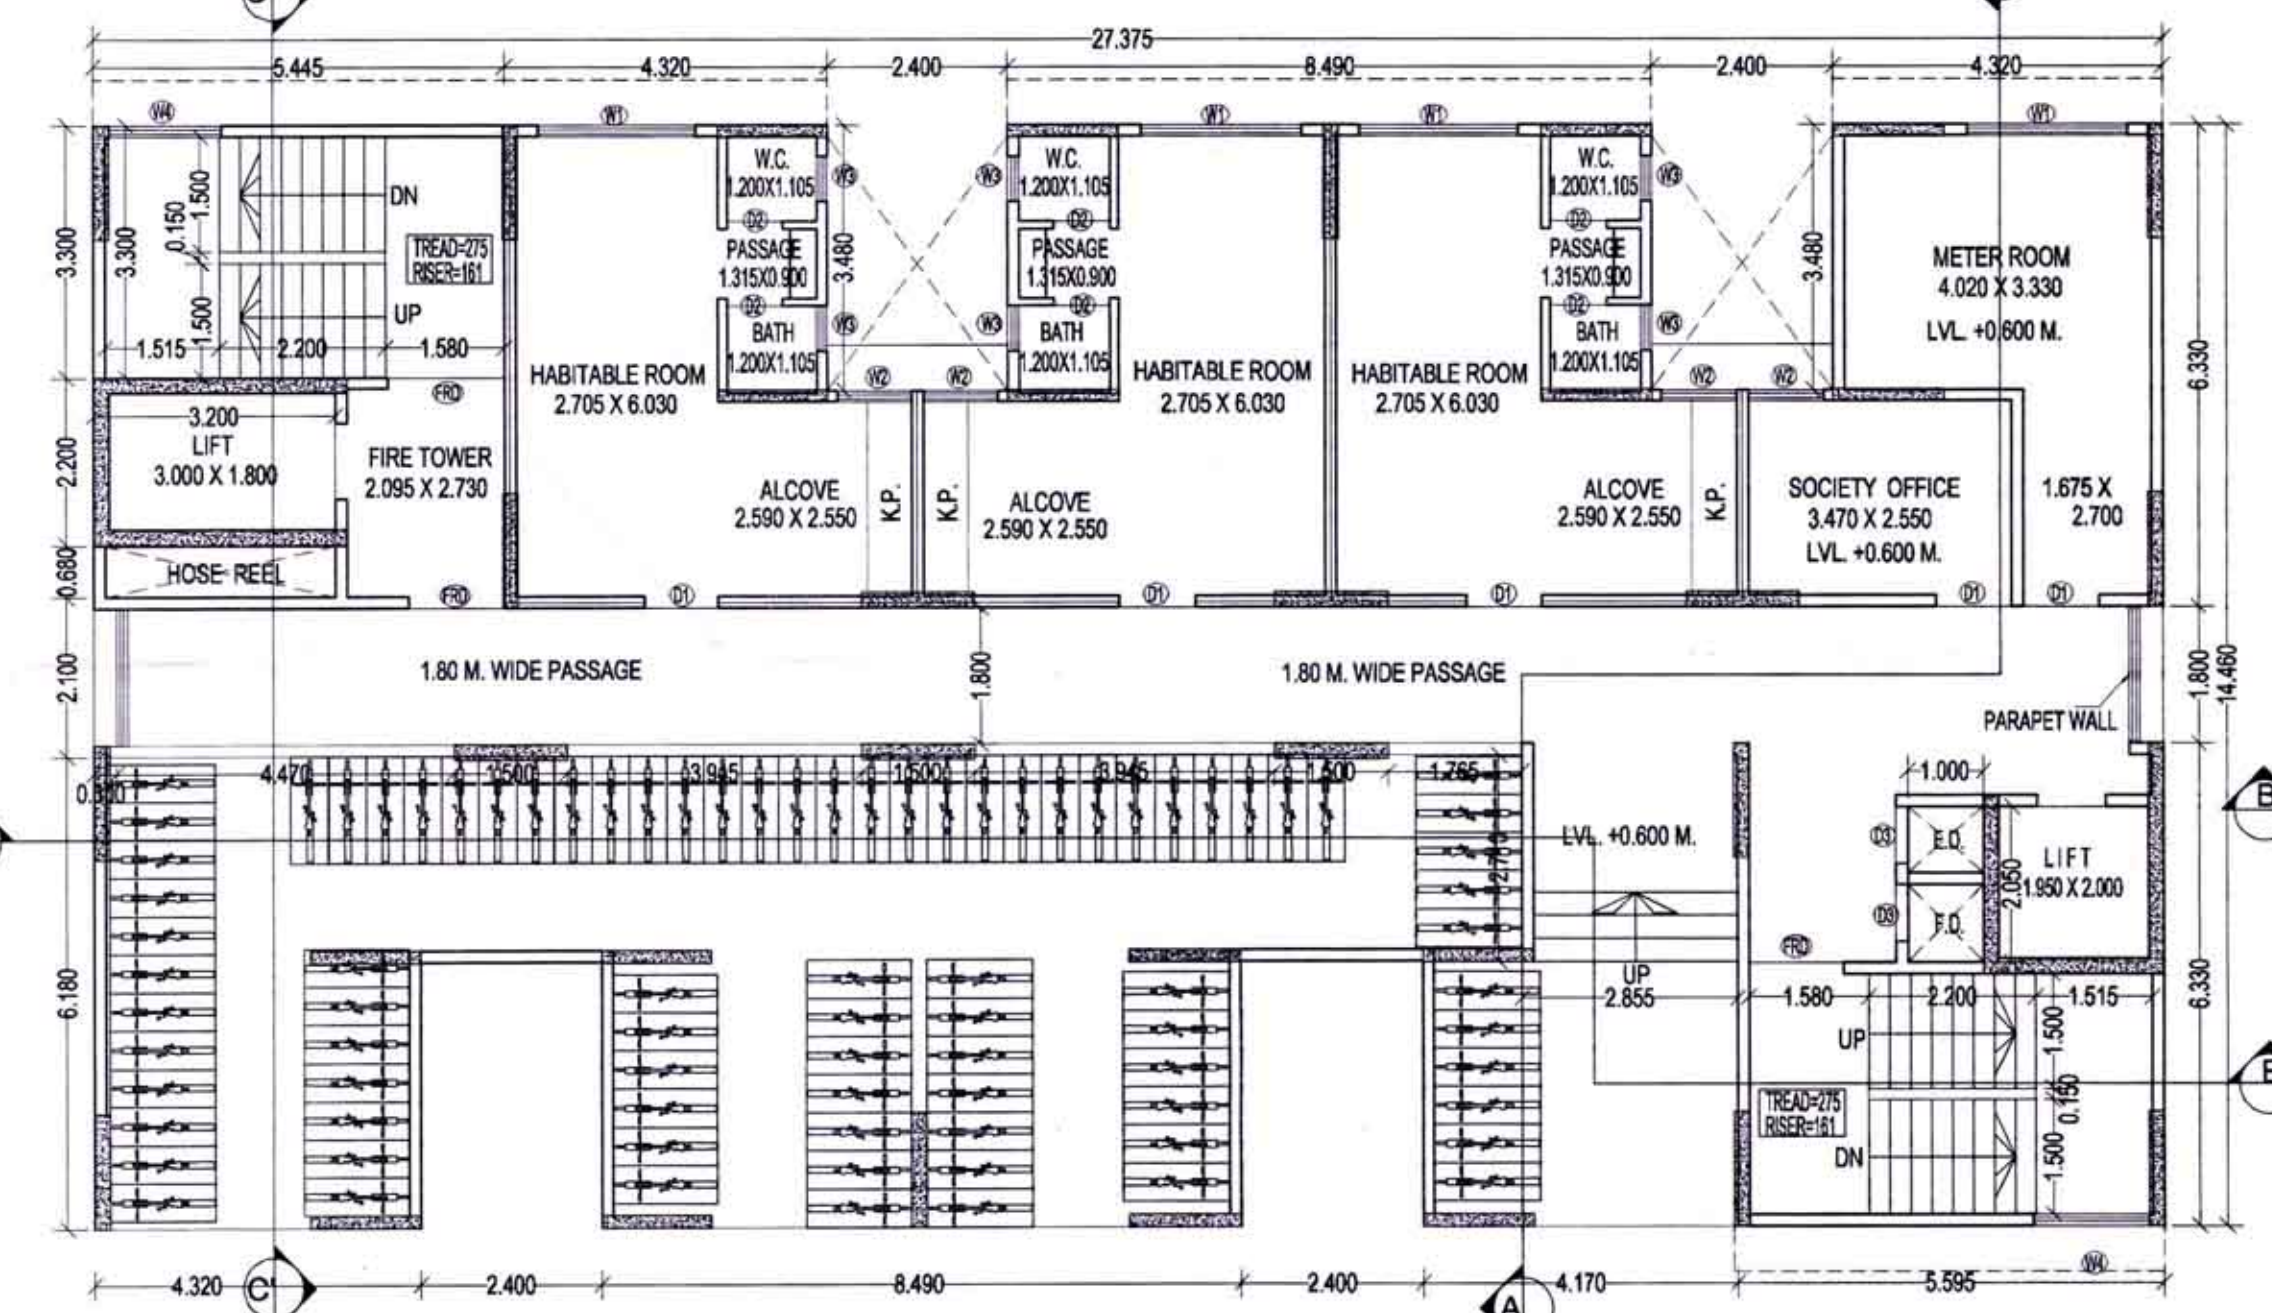 27.375
5.445 4.320 2.400 8.490 2.400 4.320
W4 W1 W1 W1 W1
W.C. W.C. W.C.
1.200X1.105 1.200X1.105 1.200X1.105
W3 W3 W3
DN
0.150 1.500
D2 D2 D2
3.300 3.300
TREAD=275
RISER=161
PASSAGE PASSAGE PASSAGE
1.315X0.900 1.315X0.900 1.315X0.900
3.480 3.480
METER ROOM
4.020 X 3.330
LVL. +0.600 M.
D2 D2 D2
1.500 UP
BATH BATH BATH
1.200X1.105 1.200X1.105 1.200X1.105
W3 W3 W3
1.515 2.200 1.580
6.330
HABITABLE ROOM HABITABLE ROOM HABITABLE ROOM
2.705 X 6.030 2.705 X 6.030 2.705 X 6.030
W2 W2 W2 W2
FRD
3.200
LIFT
3.000 X 1.800
2.200
FIRE TOWER
2.095 X 2.730
ALCOVE ALCOVE ALCOVE
2.590 X 2.550 2.590 X 2.550 2.590 X 2.550
K.P. K.P. K.P.
SOCIETY OFFICE
3.470 X 2.550
LVL. +0.600 M.
1.675 X
2.700
0.680
HOSE REEL
FRD D1 D1 D1 D1 D1
2.100
1.80 M. WIDE PASSAGE 1.800 1.80 M. WIDE PASSAGE
1.800 14.460
PARAPET WALL
4.470 1.500 3.945 1.500 3.945 1.500 1.765
1.000
B
LVL. +0.600 M.
D3 E.D.
LIFT
1.950 X 2.000
2.050
D3 F.D.
FRD
6.180
UP
2.855 1.580 2.200 1.515
6.330
UP 1.500
TREAD=275
RISER=161
0.150
DN 1.500
W4
4.320 C' 2.400 8.490 2.400 A 4.170 5.595